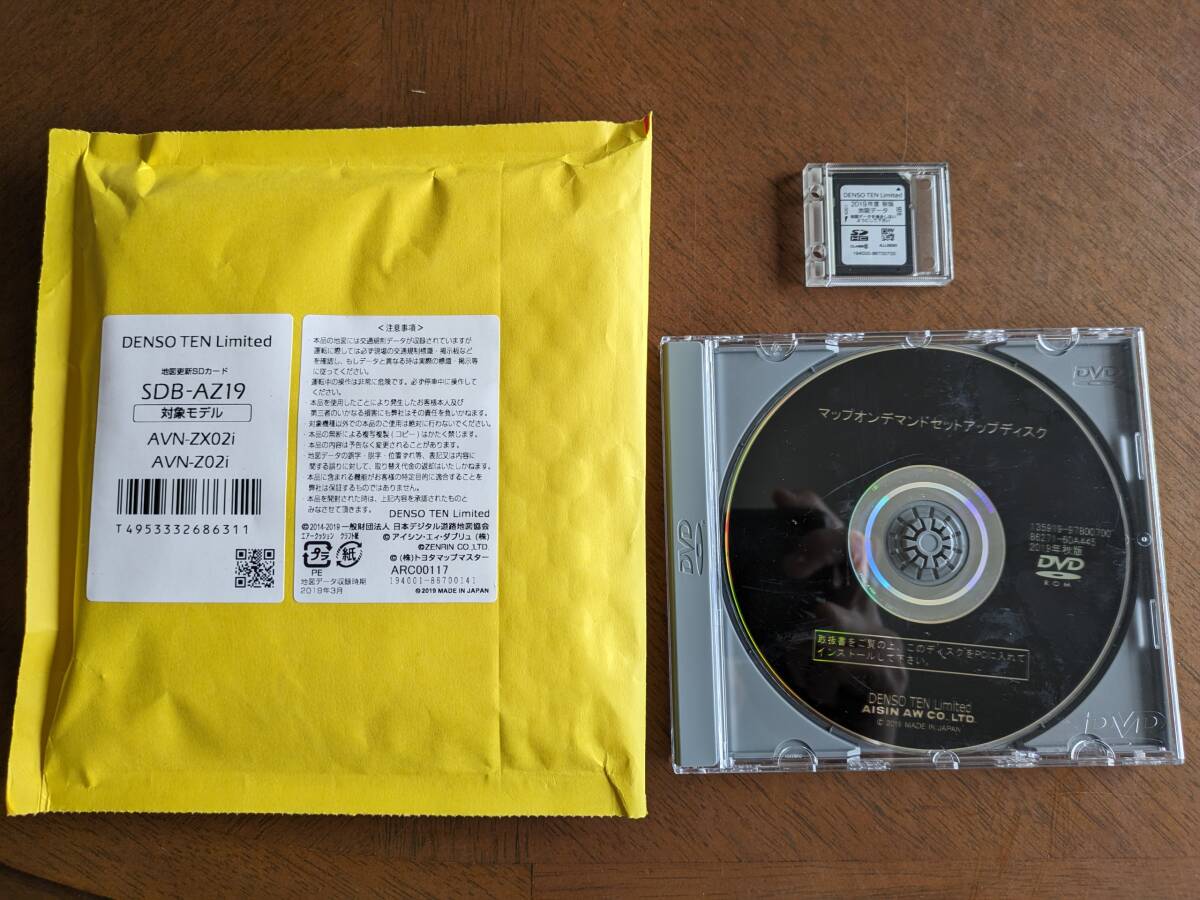 DENSO TEN Limited
地図更新SDカード
SDB-AZ19
対象モデル
AVN-ZX02i
AVN-Z02i
T4953332686311
<注意事項>
・本品の地図には交通規制データが収録されていますが
運転に際しては必ず現場の交通規制標識・掲示板など
を確認し、もしデータと異なる時は実際の標識・掲示等
に従ってください。
・運転中の操作は非常に危険です。必ず停車中に操作して
ください。
・本品を使用したことにより発生したお客様本人及び
第三者のいかなる損害にも弊社はその責任を負いかねます。
・対象機種以外での本品のご使用は絶対に行わないでください。
・本品の無断による複写複製(コピー)はかたく禁じます。
・本品の内容は予告なく変更されることがあります。
・地図データの誤字・脱字・位置ずれ等、表記又は内容に
関する誤りに対して、取り替え代金の返却はいたしかねます。
・本品に含まれる機能がお客様の特定目的に適合することを
弊社は保証するものではありません。
・本品を開封された時は、上記内容を承諾されたものと
みなさせて頂きます。
DENSO TEN Limited
©2014-2019 一般財団法人 日本デジタル道路地図協会
エアークッション クラフト紙
© アイシン・エィ・ダブリュ(株)
©ZENRIN CO.,LTD.
プラ 紙
PE
© (株)トヨタマップマスター
ARC00117
地図データ収録時期
2019年3月
194001-88700141
©2019 MADE IN JAPAN
DENSO TEN Limited
2019年度 秋版
地図データ
SD
HC
194000-88700700
DVD
マップオンデマンドセットアップディスク
135919-97800700
86271-60A445
2019年秋版
DVD
ROM
DVD
取扱書をご覧の上、このディスクをPCに入れて
インストールして下さい。
DENSO TEN Limited
AISIN AW CO.,LTD.
© 2019 MADE IN JAPAN
DVD